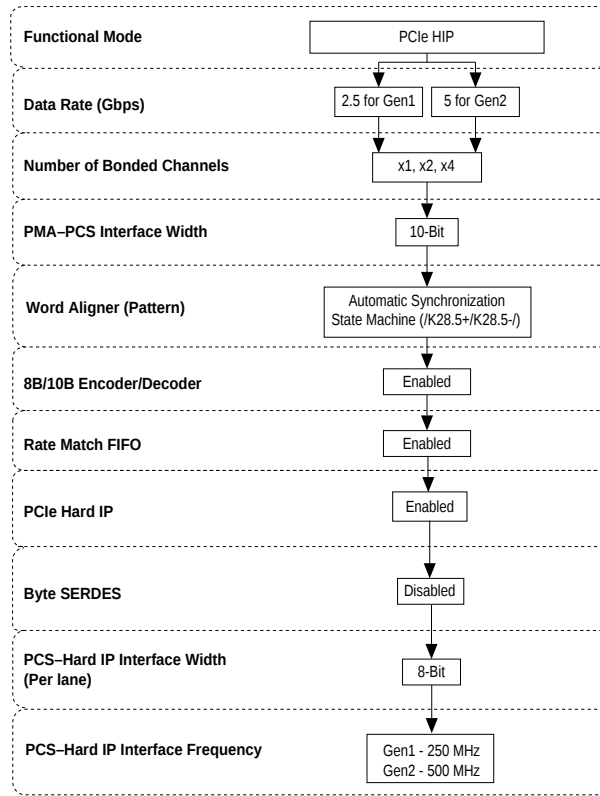 Functional Mode
PCIe HIP
Data Rate (Gbps)
2.5 for Gen1
5 for Gen2
Number of Bonded Channels
x1, x2, x4
PMA–PCS Interface Width
10-Bit
Word Aligner (Pattern)
Automatic Synchronization
State Machine (/K28.5+/K28.5-/)
8B/10B Encoder/Decoder
Enabled
Rate Match FIFO
Enabled
PCIe Hard IP
Enabled
Byte SERDES
Disabled
PCS–Hard IP Interface Width
(Per lane)
8-Bit
PCS–Hard IP Interface Frequency
Gen1 - 250 MHz
Gen2 - 500 MHz